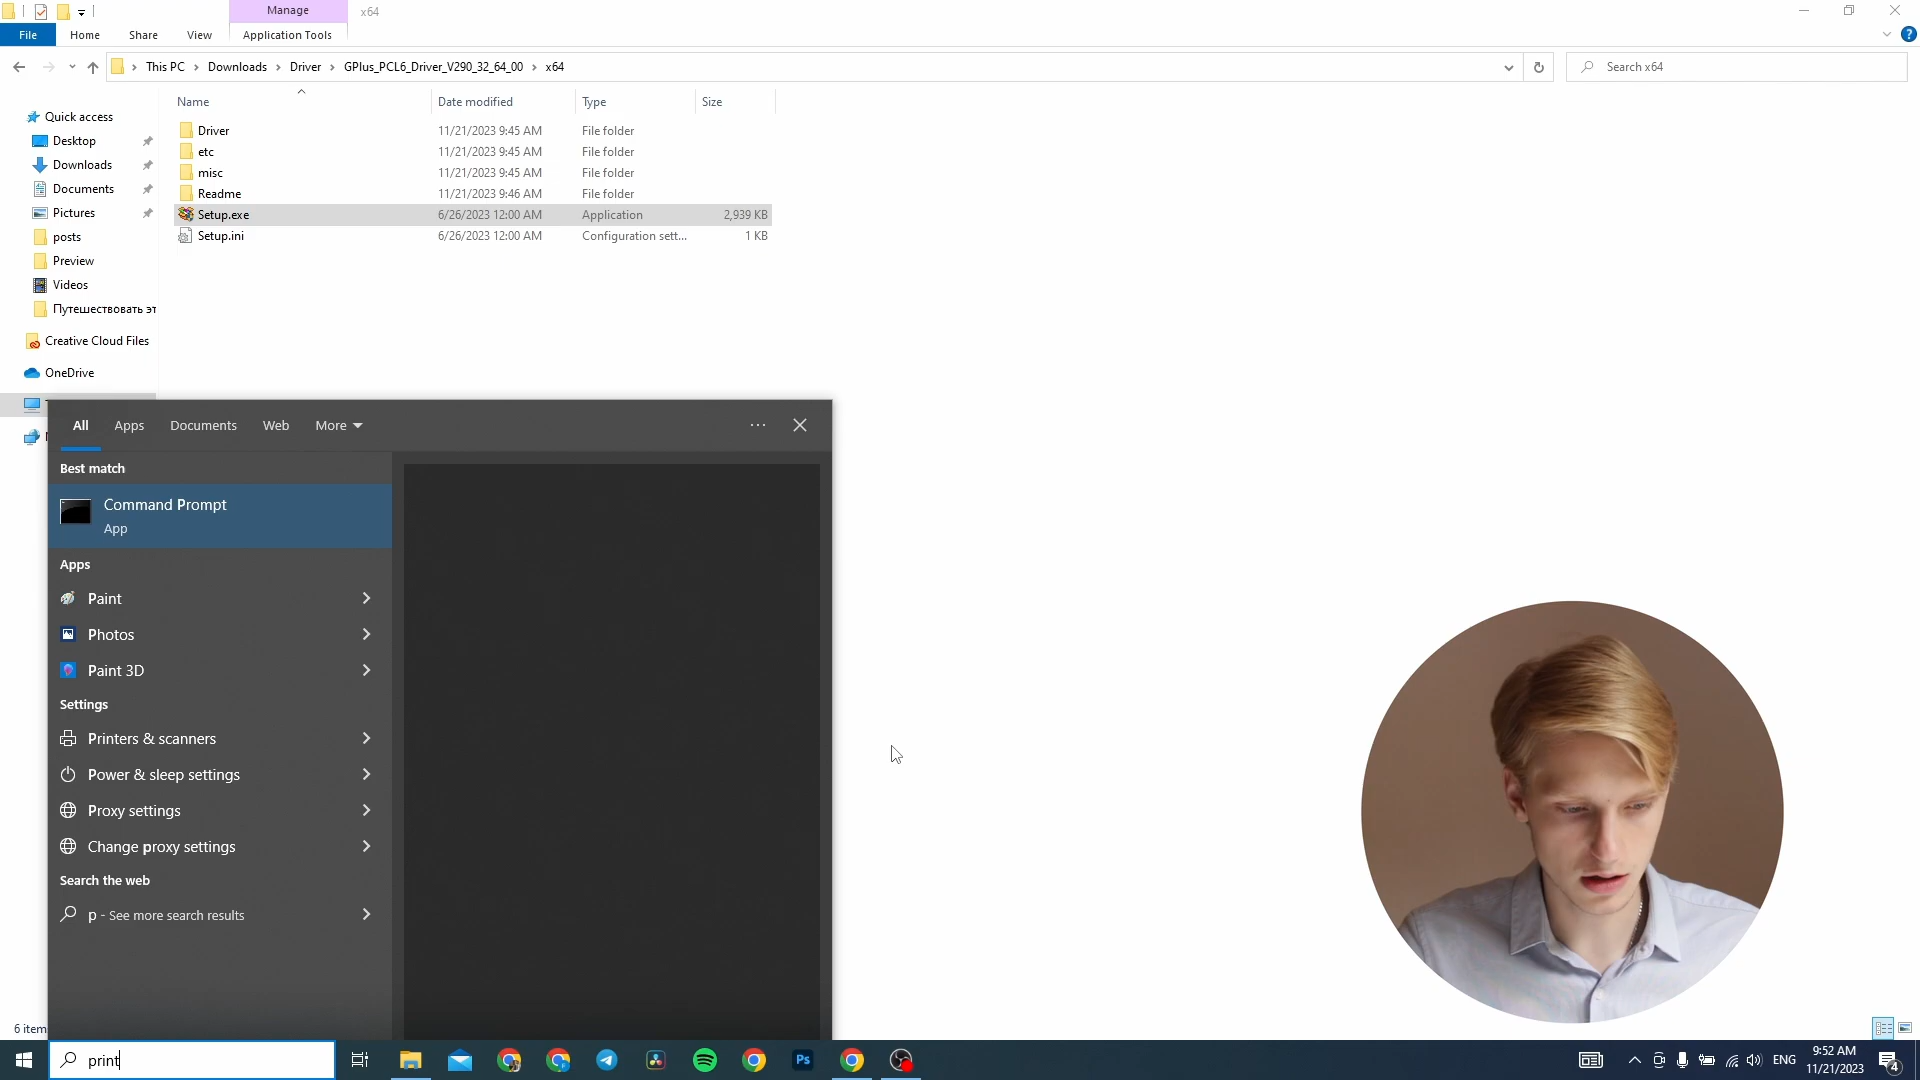 Manage
x64
File
Home
Share
View
Application Tools
This PC
Downloads
Driver
GPlus_PCL6_Driver_V290_32_64_00
x64
Search x64
Name
Date modified
Type
Size
Quick access
Desktop
Downloads
Documents
Pictures
posts
Preview
Videos
Путешествовать эт
Creative Cloud Files
OneDrive
Driver 11/21/2023 9:45 AM File folder
etc 11/21/2023 9:45 AM File folder
misc 11/21/2023 9:45 AM File folder
Readme 11/21/2023 9:46 AM File folder
Setup.exe 6/26/2023 12:00 AM Application 2,939 KB
Setup.ini 6/26/2023 12:00 AM Configuration sett... 1 KB
All
Apps
Documents
Web
More
Best match
Command Prompt
App
Apps
Paint
Photos
Paint 3D
Settings
Printers & scanners
Power & sleep settings
Proxy settings
Change proxy settings
Search the web
p - See more search results
6 item
print
Ps
ENG
9:52 AM
11/21/2023
4